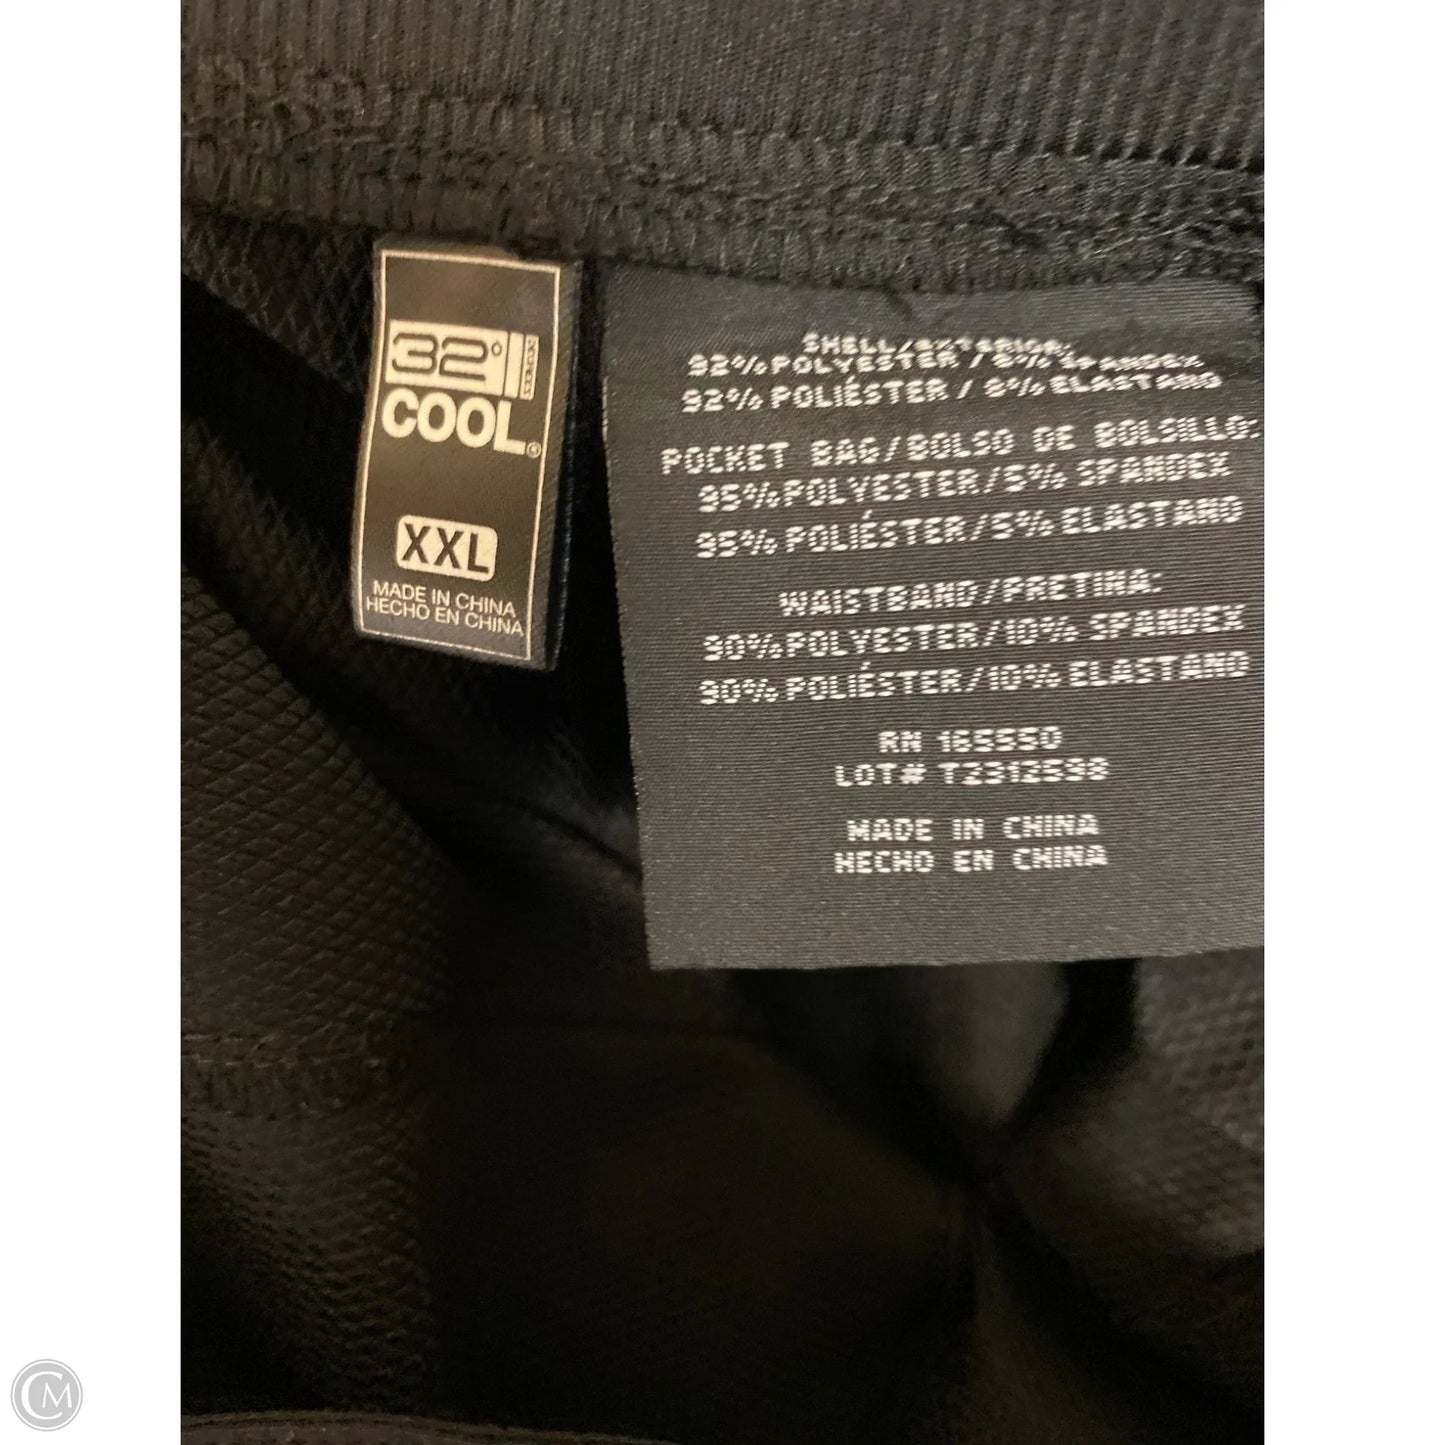 32°
COOL®
XXL
MADE IN CHINA
HECHO EN CHINA
SHELL/EXTERIOR:
92%POLYESTER / 8% SPANDEX
92% POLIÉSTER / 8% ELASTANO
POCKET BAG/BOLSO DE BOLSILLO:
95%POLYESTER/5% SPANDEX
95% POLIÉSTER/5% ELASTANO
WAISTBAND/PRETINA:
90%POLYESTER/10% SPANDEX
90% POLIÉSTER/10% ELASTANO
RN 165550
LOT# T2312598
MADE IN CHINA
HECHO EN CHINA
CM